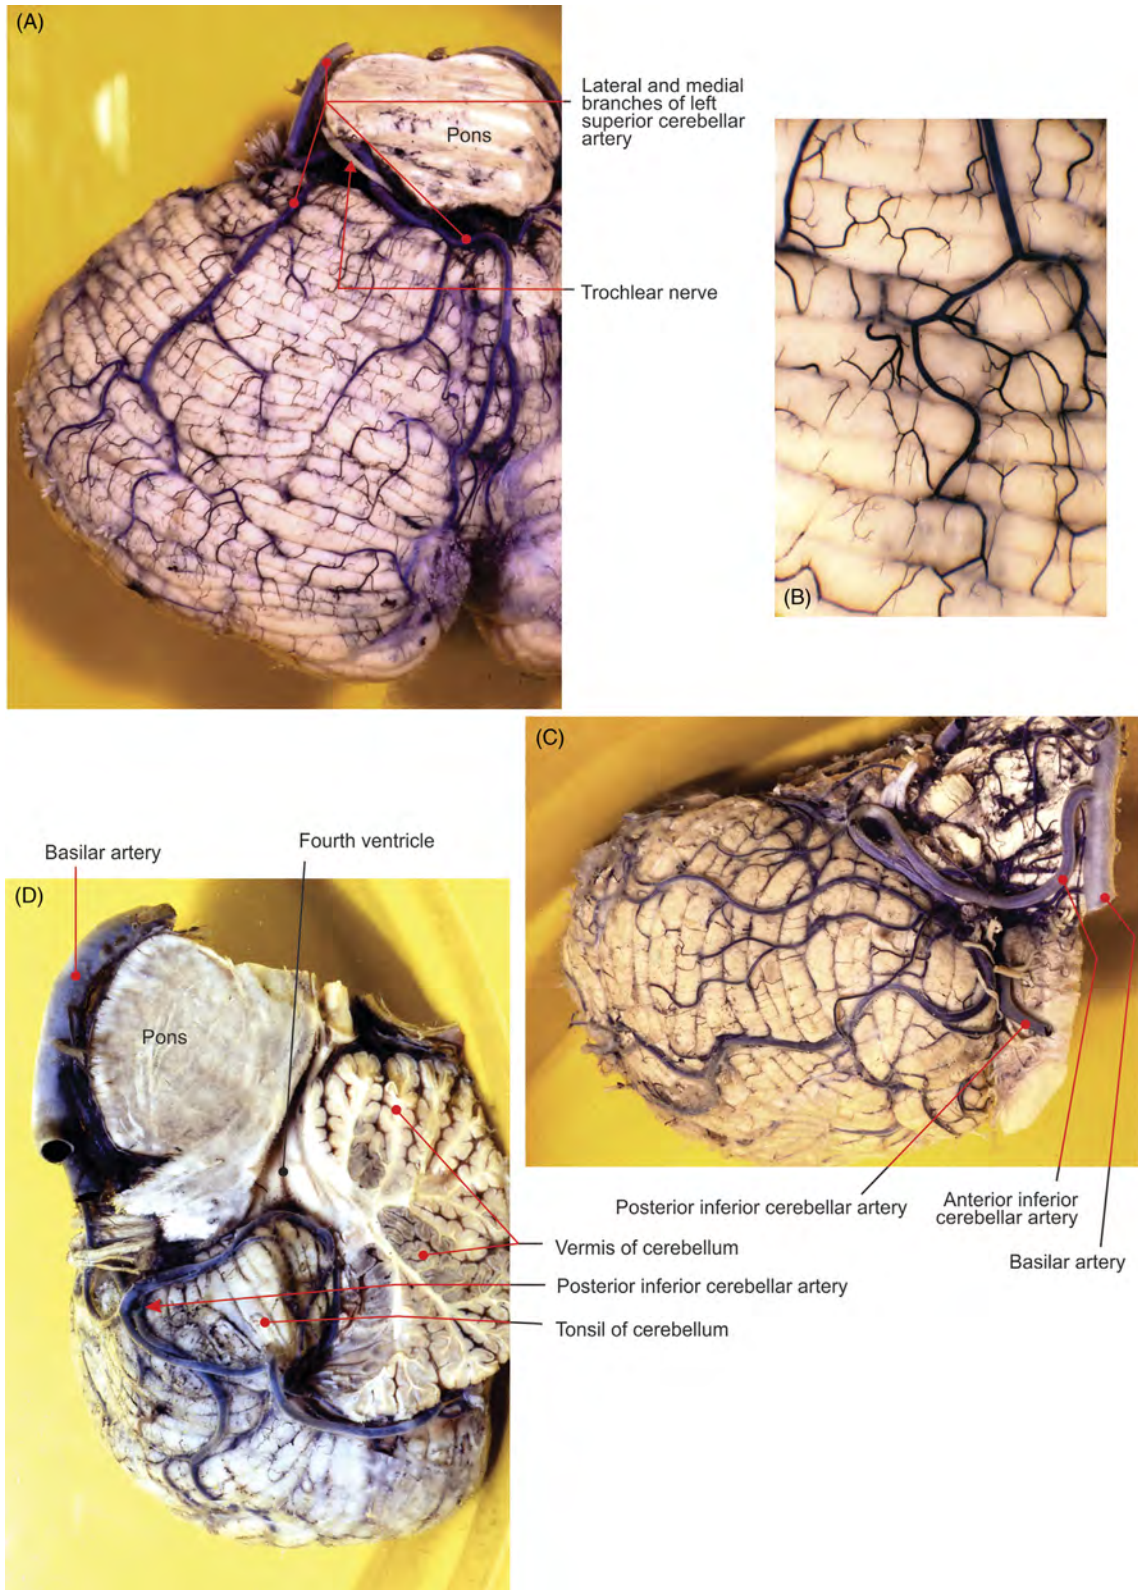 (A)
Pons
Lateral and medial
branches of left
superior cerebellar
artery
Trochlear nerve
(B)
(C)
Posterior inferior cerebellar artery
Anterior inferior
cerebellar artery
Basilar artery
Basilar artery
Fourth ventricle
(D)
Pons
Vermis of cerebellum
Posterior inferior cerebellar artery
Tonsil of cerebellum